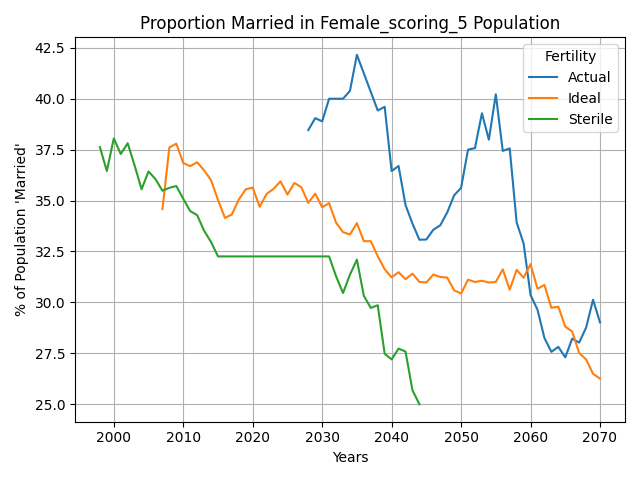 Proportion Married in Female_scoring_5 Population
Fertility
Actual
Ideal
Sterile
% of Population 'Married'
42.5
40.0
37.5
35.0
32.5
30.0
27.5
25.0
2000 2010 2020 2030 2040 2050 2060 2070
Years